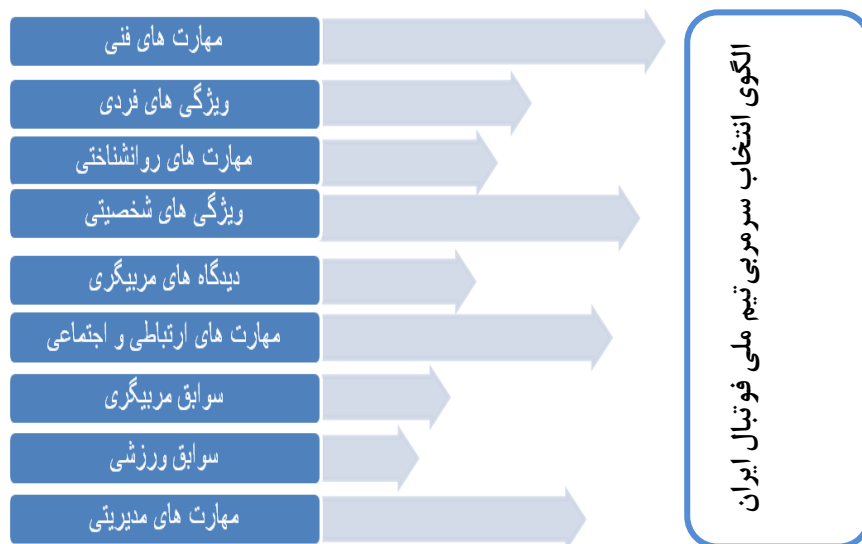 مهارت های فنی
ویژگی های فردی
مهارت های روانشناختی
ویژگی های شخصیتی
دیدگاه های مربیگری
مهارت های ارتباطی و اجتماعی
سوابق مربیگری
سوابق ورزشی
مهارت های مدیریتی
الگوی انتخاب سرمربی تیم ملی فوتبال ایران